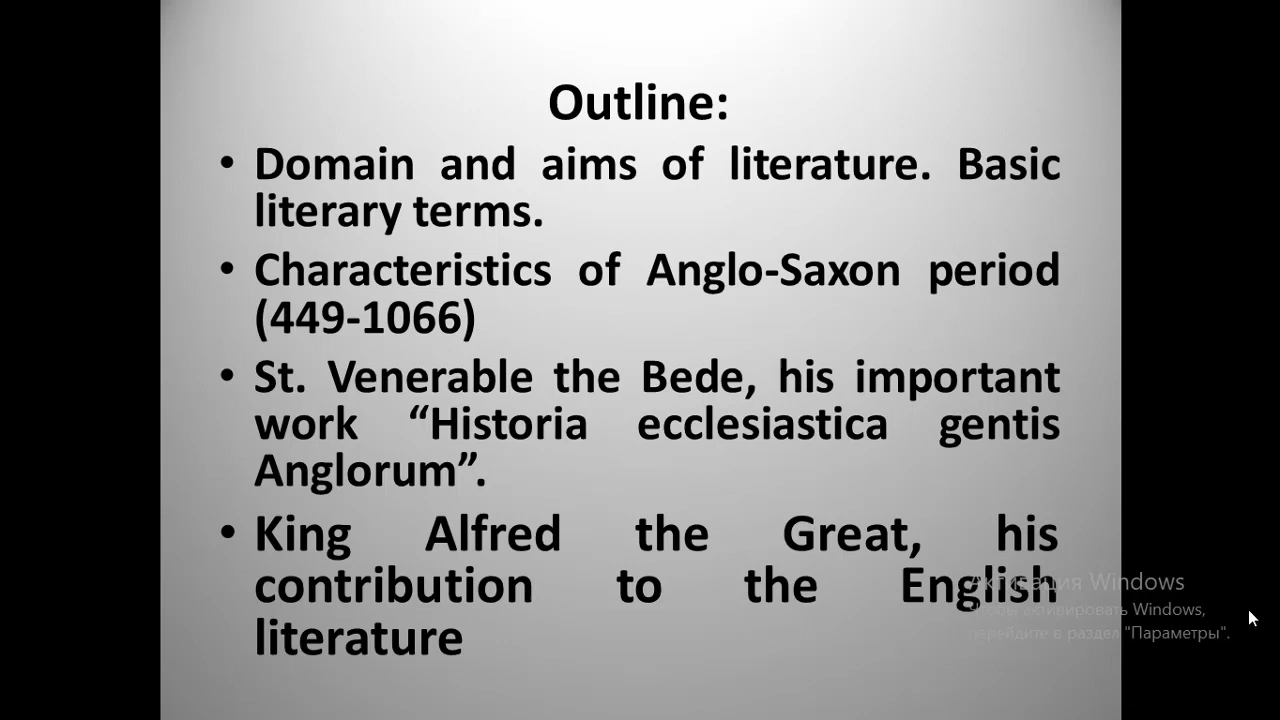 Outline:
• Domain and aims of literature. Basic
literary terms.
• Characteristics of Anglo-Saxon period
(449-1066)
• St. Venerable the Bede, his important
work “Historia ecclesiastica gentis
Anglorum”.
• King Alfred the Great, his
contribution to the English
literature
Активация Windows
Чтобы активировать Windows,
перейдите в раздел "Параметры".